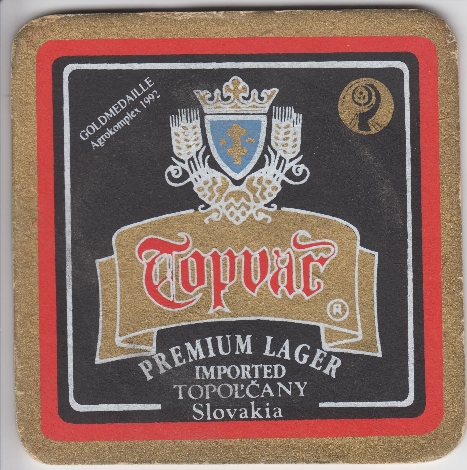 GOLDMEDAILLE
Agrokomplex 1992
Topvar
®
PREMIUM LAGER
IMPORTED
TOPOĽČANY
Slovakia